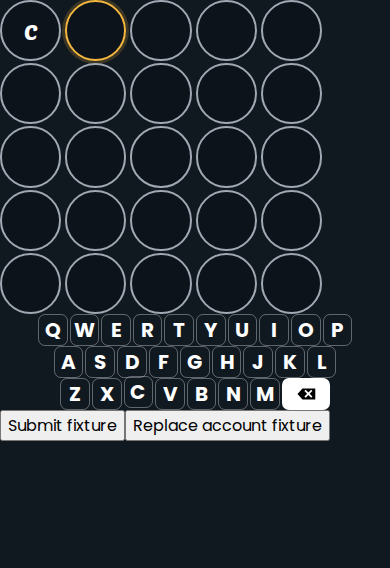 c
Q W E R T Y U I O P
A S D F G H J K L
Z X C V B N M
Submit fixture Replace account fixture